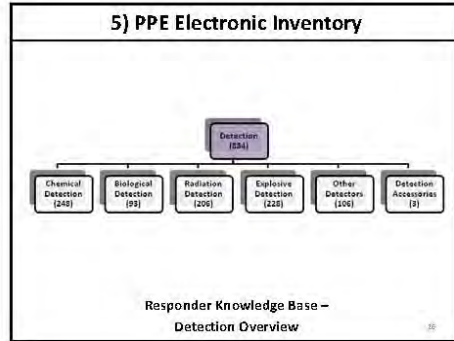 5) PPE Electronic Inventory
Detection
(884)
Chemical
Detection
(248)
Biological
Detection
(93)
Radiation
Detection
(206)
Explosive
Detection
(228)
Other
Detectors
(106)
Detection
Accessories
(3)
Responder Knowledge Base –
Detection Overview